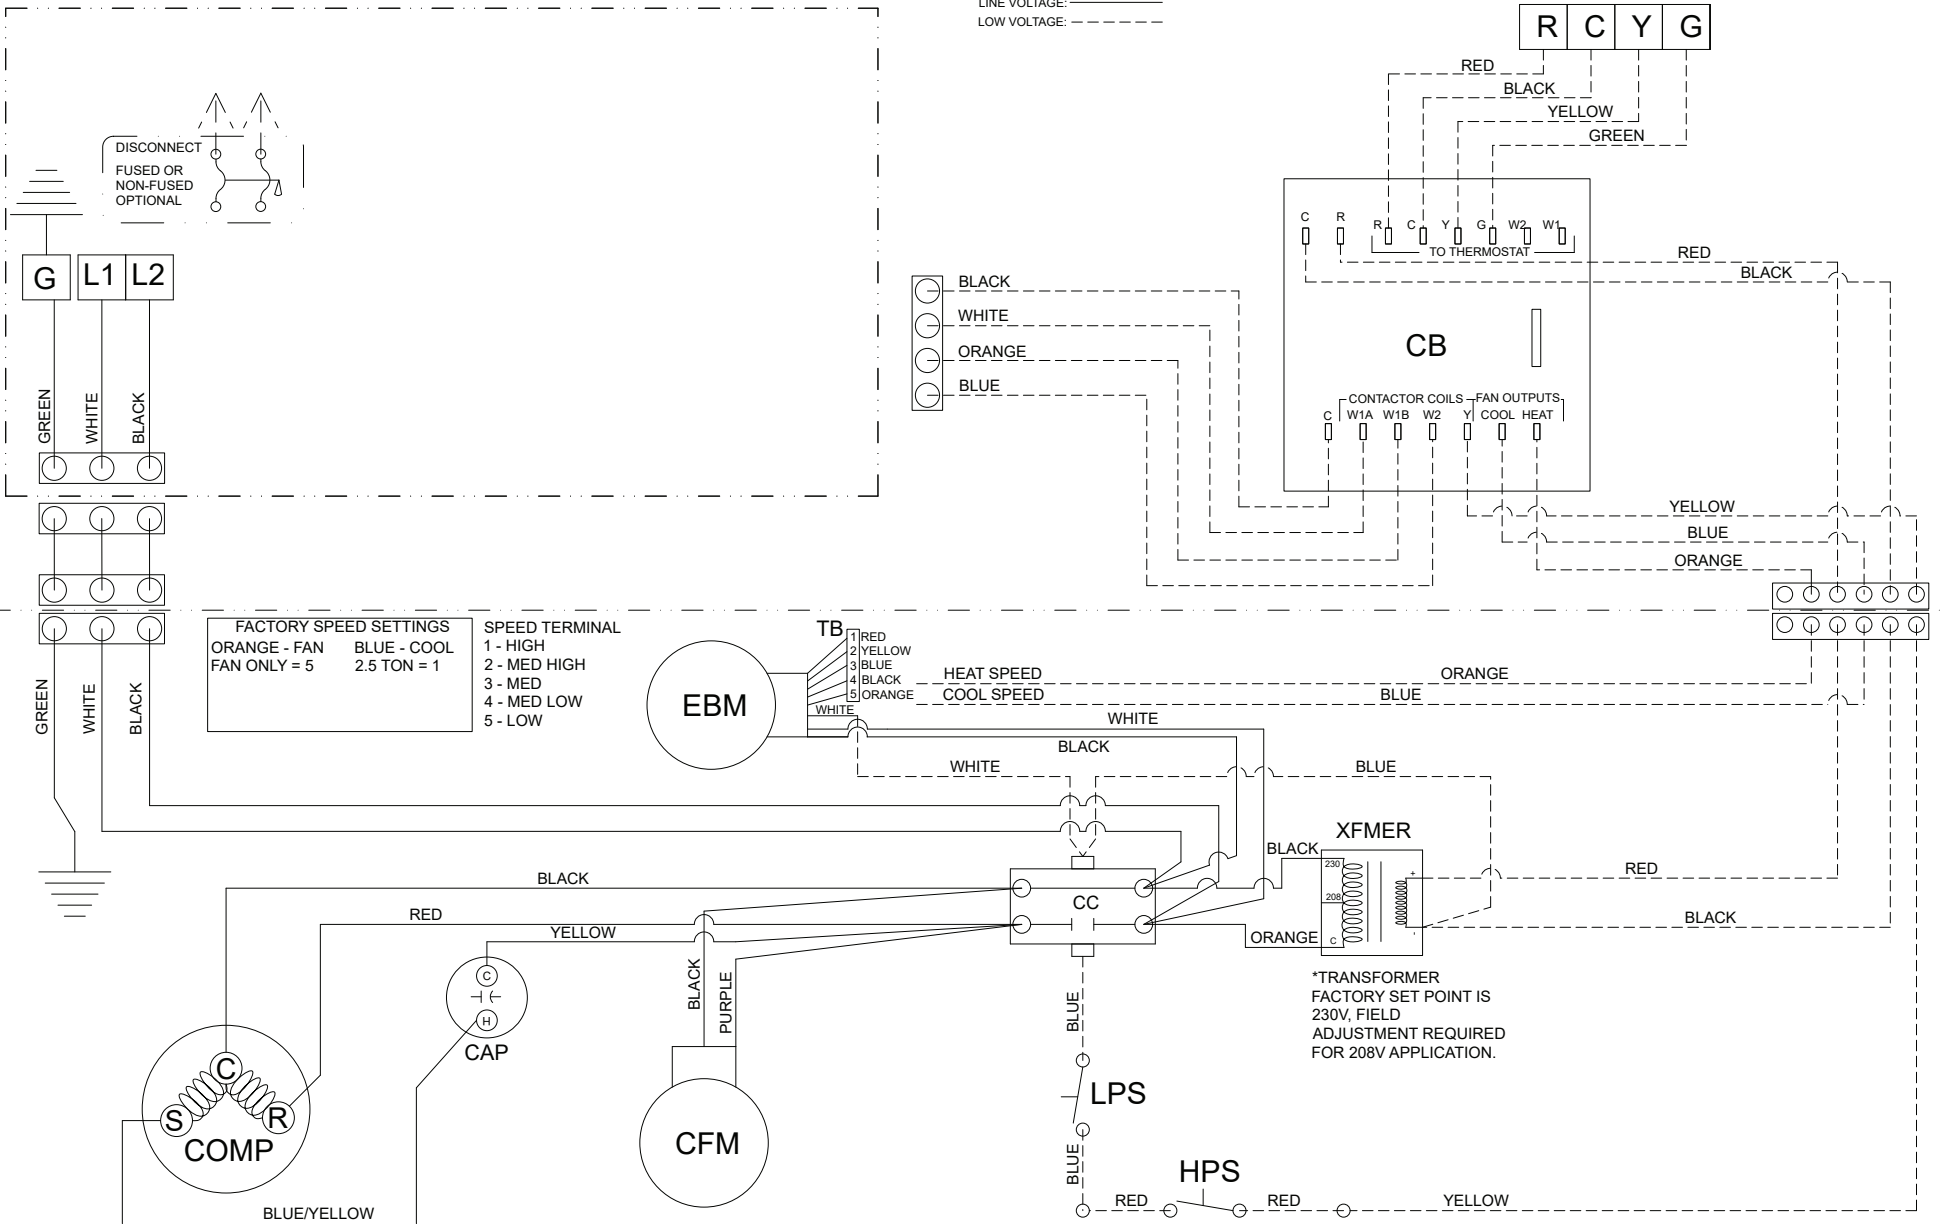 LINE VOLTAGE:
LOW VOLTAGE:
R C Y G
RED
BLACK
YELLOW
GREEN
DISCONNECT
FUSED OR
NON-FUSED
OPTIONAL
G L1 L2
GREEN
WHITE
BLACK
C R R C Y G W2 W1
TO THERMOSTAT
RED
BLACK
CB
BLACK
WHITE
ORANGE
BLUE
CONTACTOR COILS FAN OUTPUTS
C W1A W1B W2 Y COOL HEAT
YELLOW
BLUE
ORANGE
FACTORY SPEED SETTINGS
ORANGE - FAN BLUE - COOL
FAN ONLY = 5 2.5 TON = 1
SPEED TERMINAL
1 - HIGH
2 - MED HIGH
3 - MED
4 - MED LOW
5 - LOW
GREEN
WHITE
BLACK
EBM
TB
1 RED
2 YELLOW
3 BLUE
4 BLACK
5 ORANGE
WHITE
HEAT SPEED
ORANGE
COOL SPEED
BLUE
WHITE
BLACK
WHITE
BLUE
XFMER
BLACK
230
208
C
+
-
ORANGE
RED
BLACK
*TRANSFORMER
FACTORY SET POINT IS
230V, FIELD
ADJUSTMENT REQUIRED
FOR 208V APPLICATION.
CC
BLACK
RED
YELLOW
BLACK
PURPLE
C
H
CAP
C
S
R
COMP
CFM
BLUE
LPS
BLUE
HPS
RED
RED
YELLOW
BLUE/YELLOW